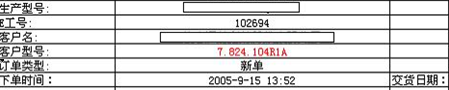 生产型号：
工号： 102694
客户名：
客户型号： 7.824.104R1A
订单类型： 新单
下单时间： 2005-9-15 13:52 交货日期：